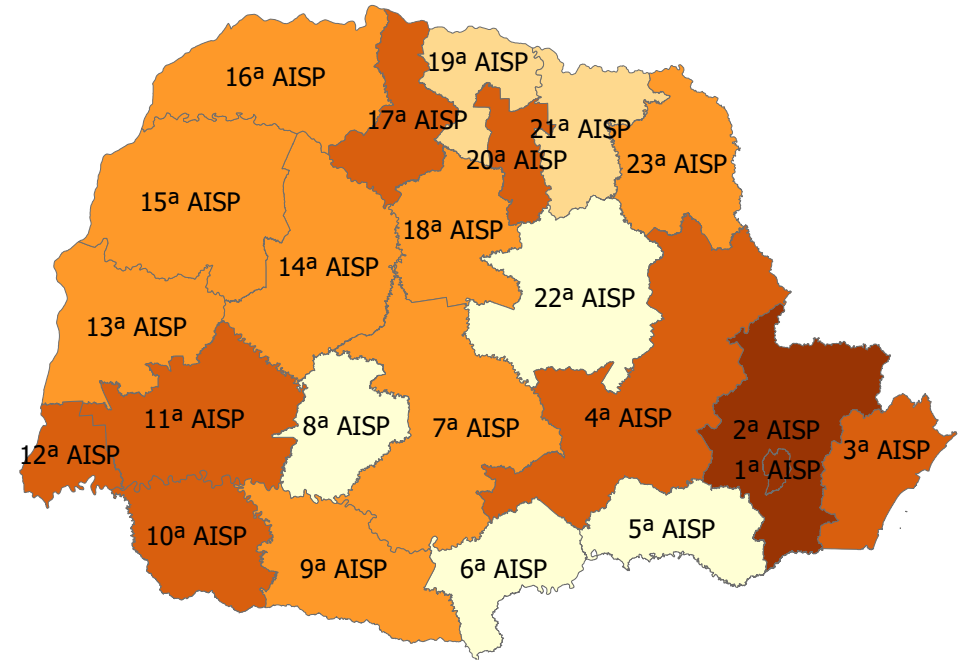 19ª AISP
16ª AISP
17ª AISP
21ª AISP
20ª AISP
23ª AISP
15ª AISP
18ª AISP
14ª AISP
22ª AISP
13ª AISP
11ª AISP
8ª AISP
7ª AISP
4ª AISP
2ª AISP
3ª AISP
12ª AISP
1ª AISP
5ª AISP
10ª AISP
9ª AISP
6ª AISP